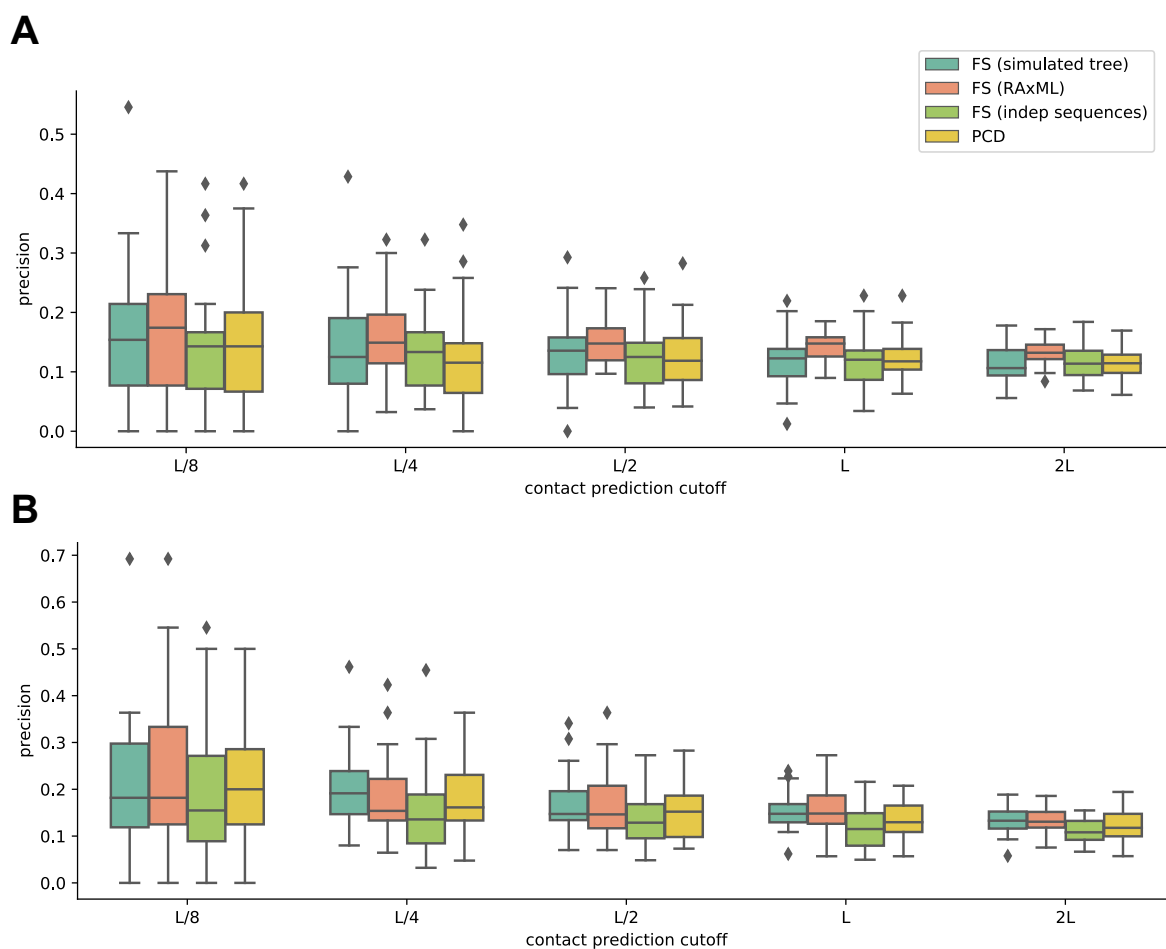 A
FS (simulated tree)
FS (RAxML)
FS (indep sequences)
PCD
0.5
0.4
0.3
0.2
0.1
0.0
precision
L/8 L/4 L/2 L 2L
contact prediction cutoff
B
0.7
0.6
0.5
0.4
0.3
0.2
0.1
0.0
precision
L/8 L/4 L/2 L 2L
contact prediction cutoff